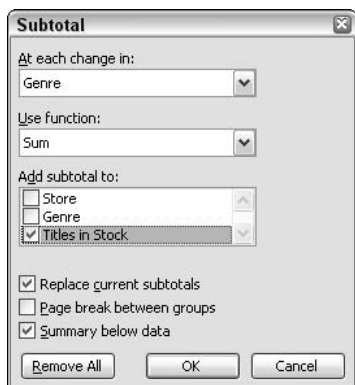 Subtotal
At each change in:
Genre
Use function:
Sum
Add subtotal to:
Store
Genre
Titles in Stock
Replace current subtotals
Page break between groups
Summary below data
Remove All OK Cancel